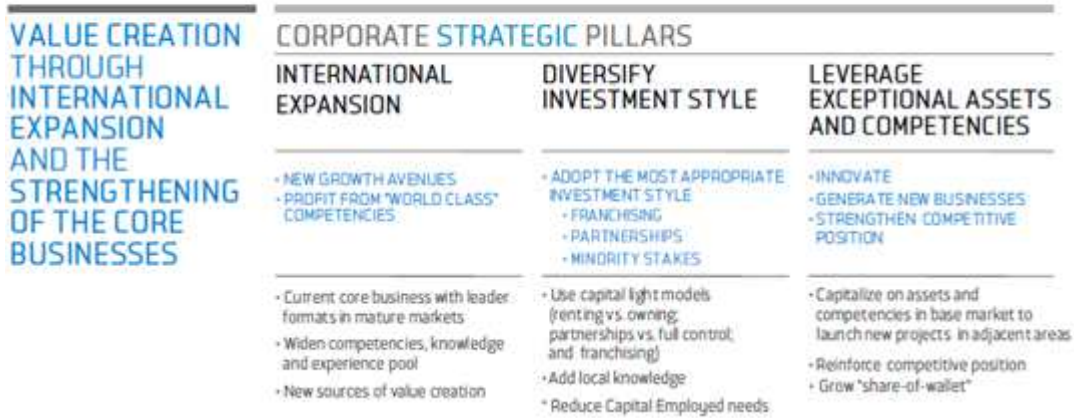 VALUE CREATION
THROUGH
INTERNATIONAL
EXPANSION
AND THE
STRENGTHENING
OF THE CORE
BUSINESSES
CORPORATE STRATEGIC PILLARS
INTERNATIONAL
EXPANSION
• NEW GROWTH AVENUES
• PROFIT FROM "WORLD CLASS"
COMPETENCIES
• Current core business with leader
formats in mature markets
• Widen competencies, knowledge
and experience pool
• New sources of value creation
DIVERSIFY
INVESTMENT STYLE
• ADOPT THE MOST APPROPRIATE
INVESTMENT STYLE
• FRANCHISING
• PARTNERSHIPS
• MINORITY STAKES
• Use capital light models
(renting vs. owning;
partnerships vs. full control;
and franchising)
• Add local knowledge
* Reduce Capital Employed needs
LEVERAGE
EXCEPTIONAL ASSETS
AND COMPETENCIES
• INNOVATE
• GENERATE NEW BUSINESSES
• STRENGTHEN COMPETITIVE
POSITION
• Capitalize on assets and
competencies in base market to
launch new projects in adjacent areas
• Reinforce competitive position
• Grow "share-of-wallet"